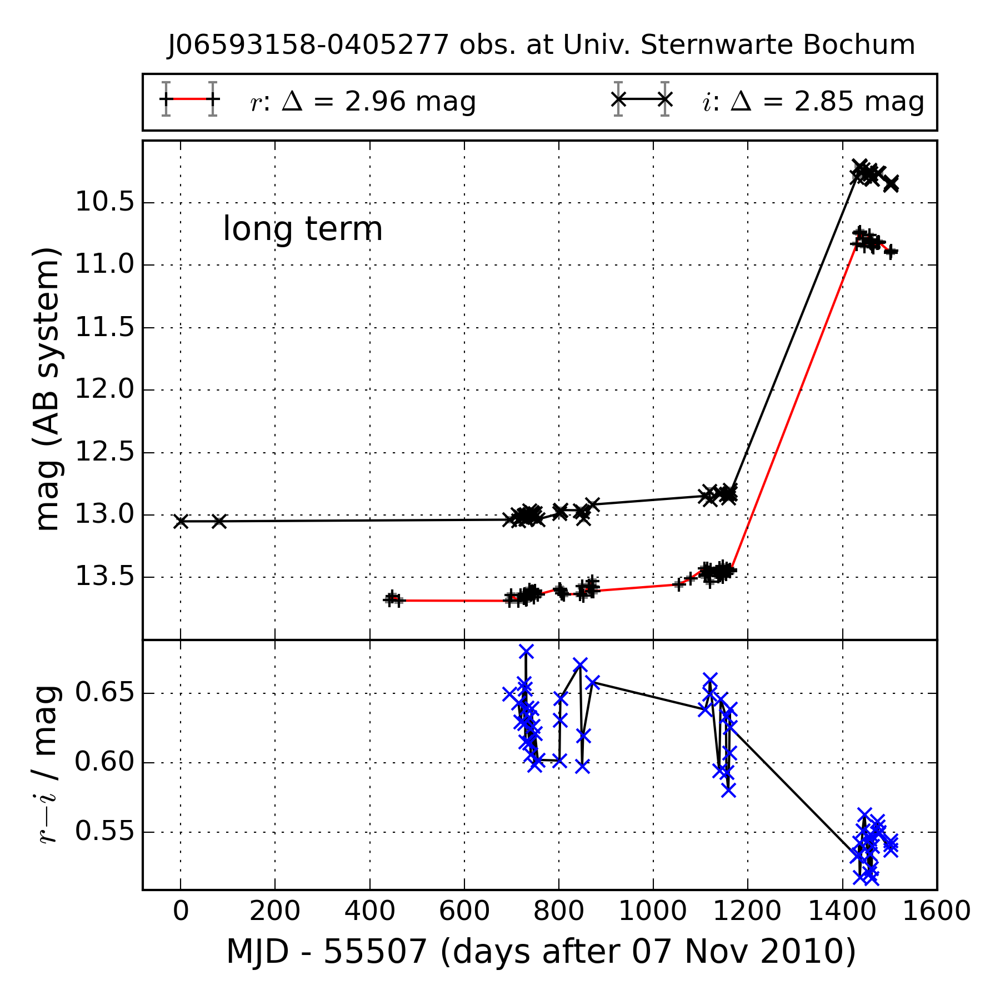 J06593158-0405277 obs. at Univ. Sternwarte Bochum
r: Δ = 2.96 mag
i: Δ = 2.85 mag
long term
mag (AB system)
10.5
11.0
11.5
12.0
12.5
13.0
13.5
r−i / mag
0.65
0.60
0.55
0 200 400 600 800 1000 1200 1400 1600
MJD - 55507 (days after 07 Nov 2010)